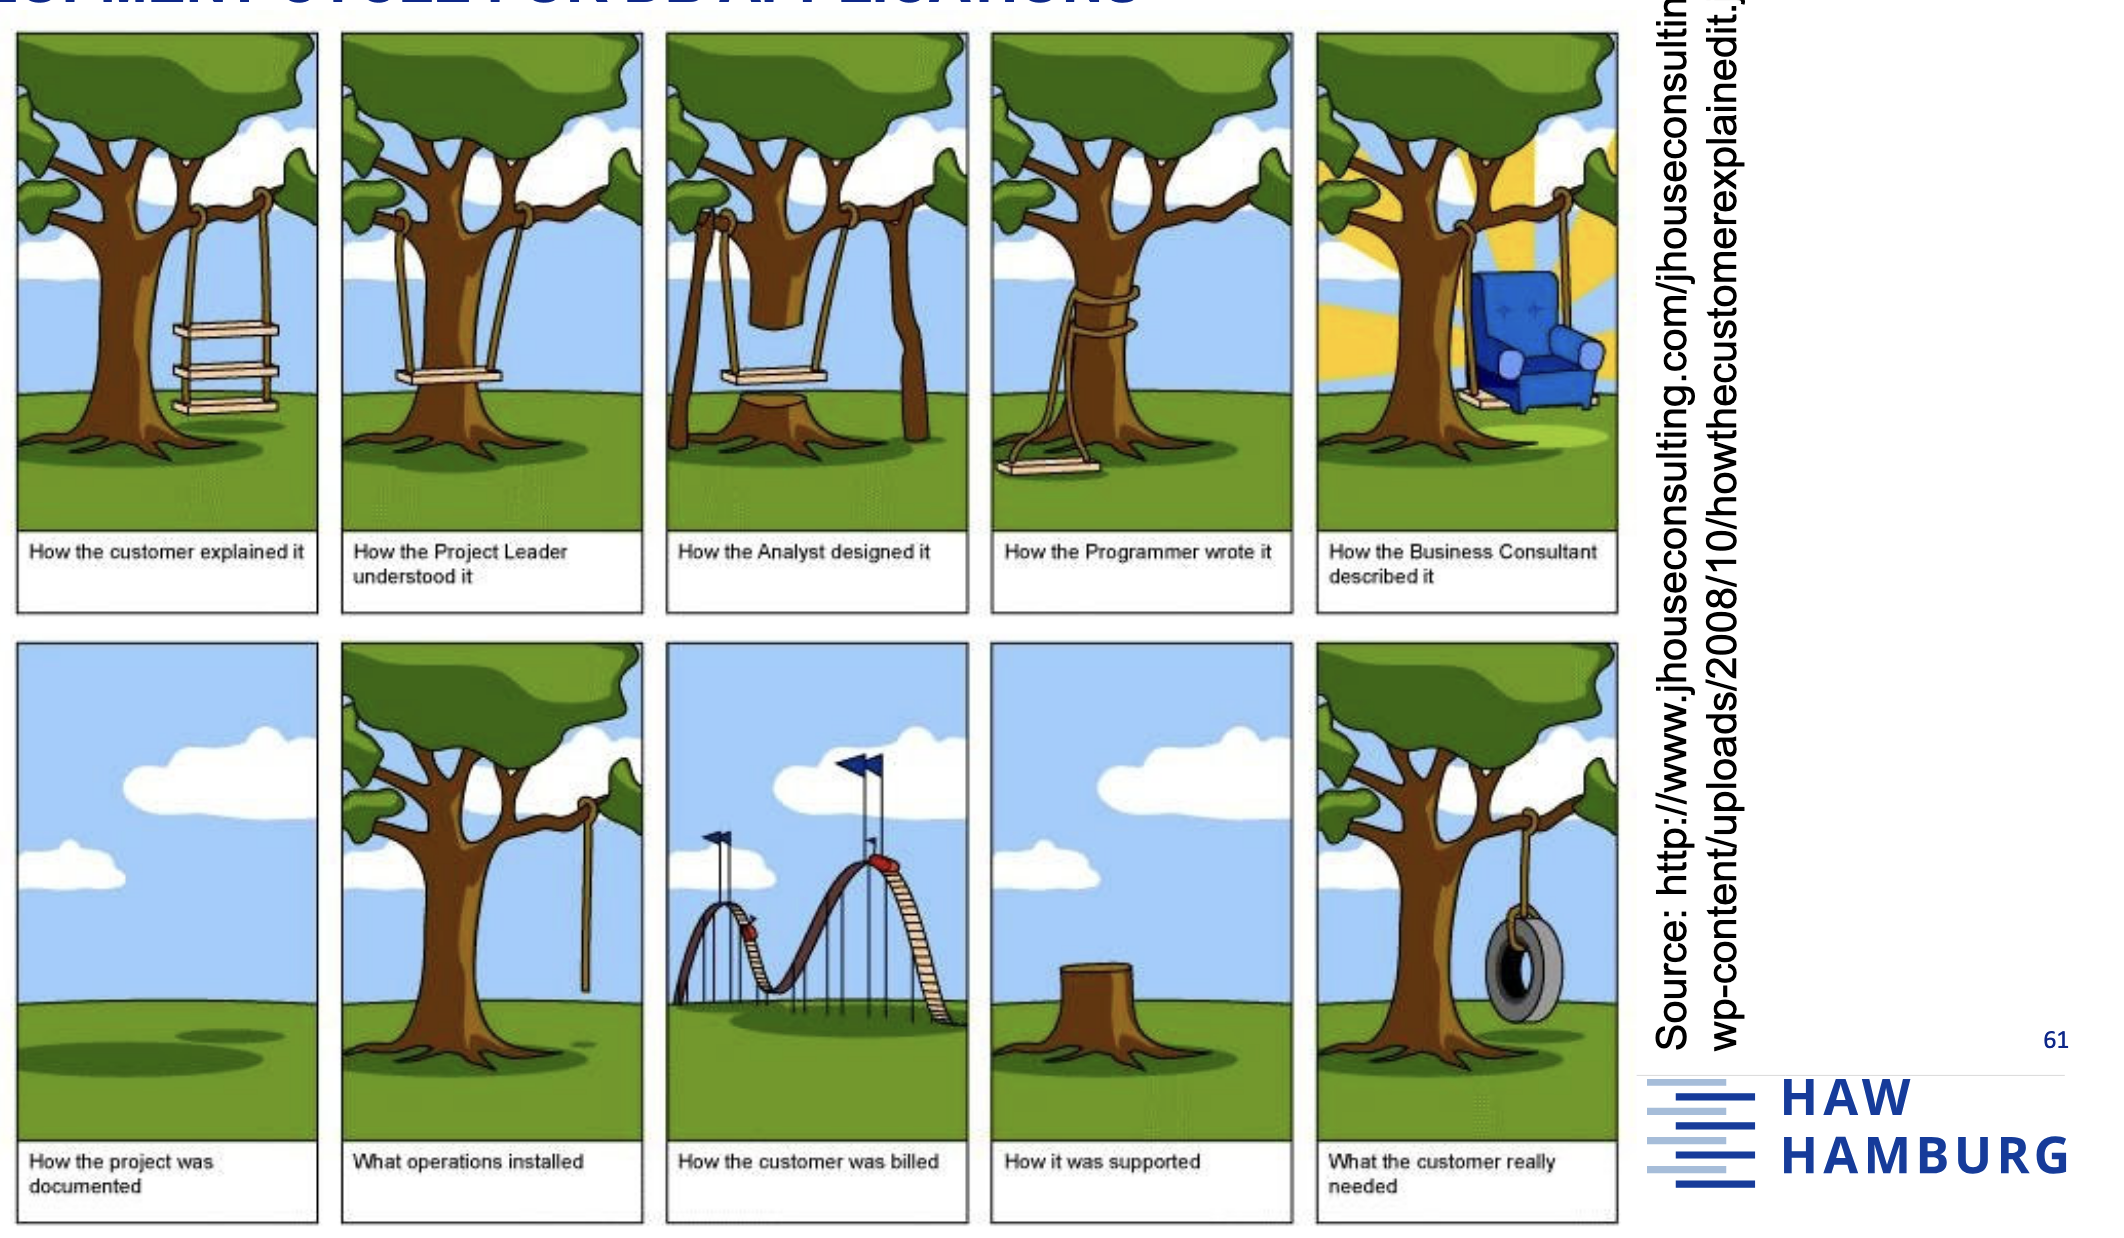 How the customer explained it
How the Project Leader
understood it
How the Analyst designed it
How the Programmer wrote it
How the Business Consultant
described it
How the project was
documented
What operations installed
How the customer was billed
How it was supported
What the customer really
needed
Source: http://www.jhouseconsulting.com/jhouseconsultin
wp-content/uploads/2008/10/howthecustomerexplainedit.
61
HAW
HAMBURG